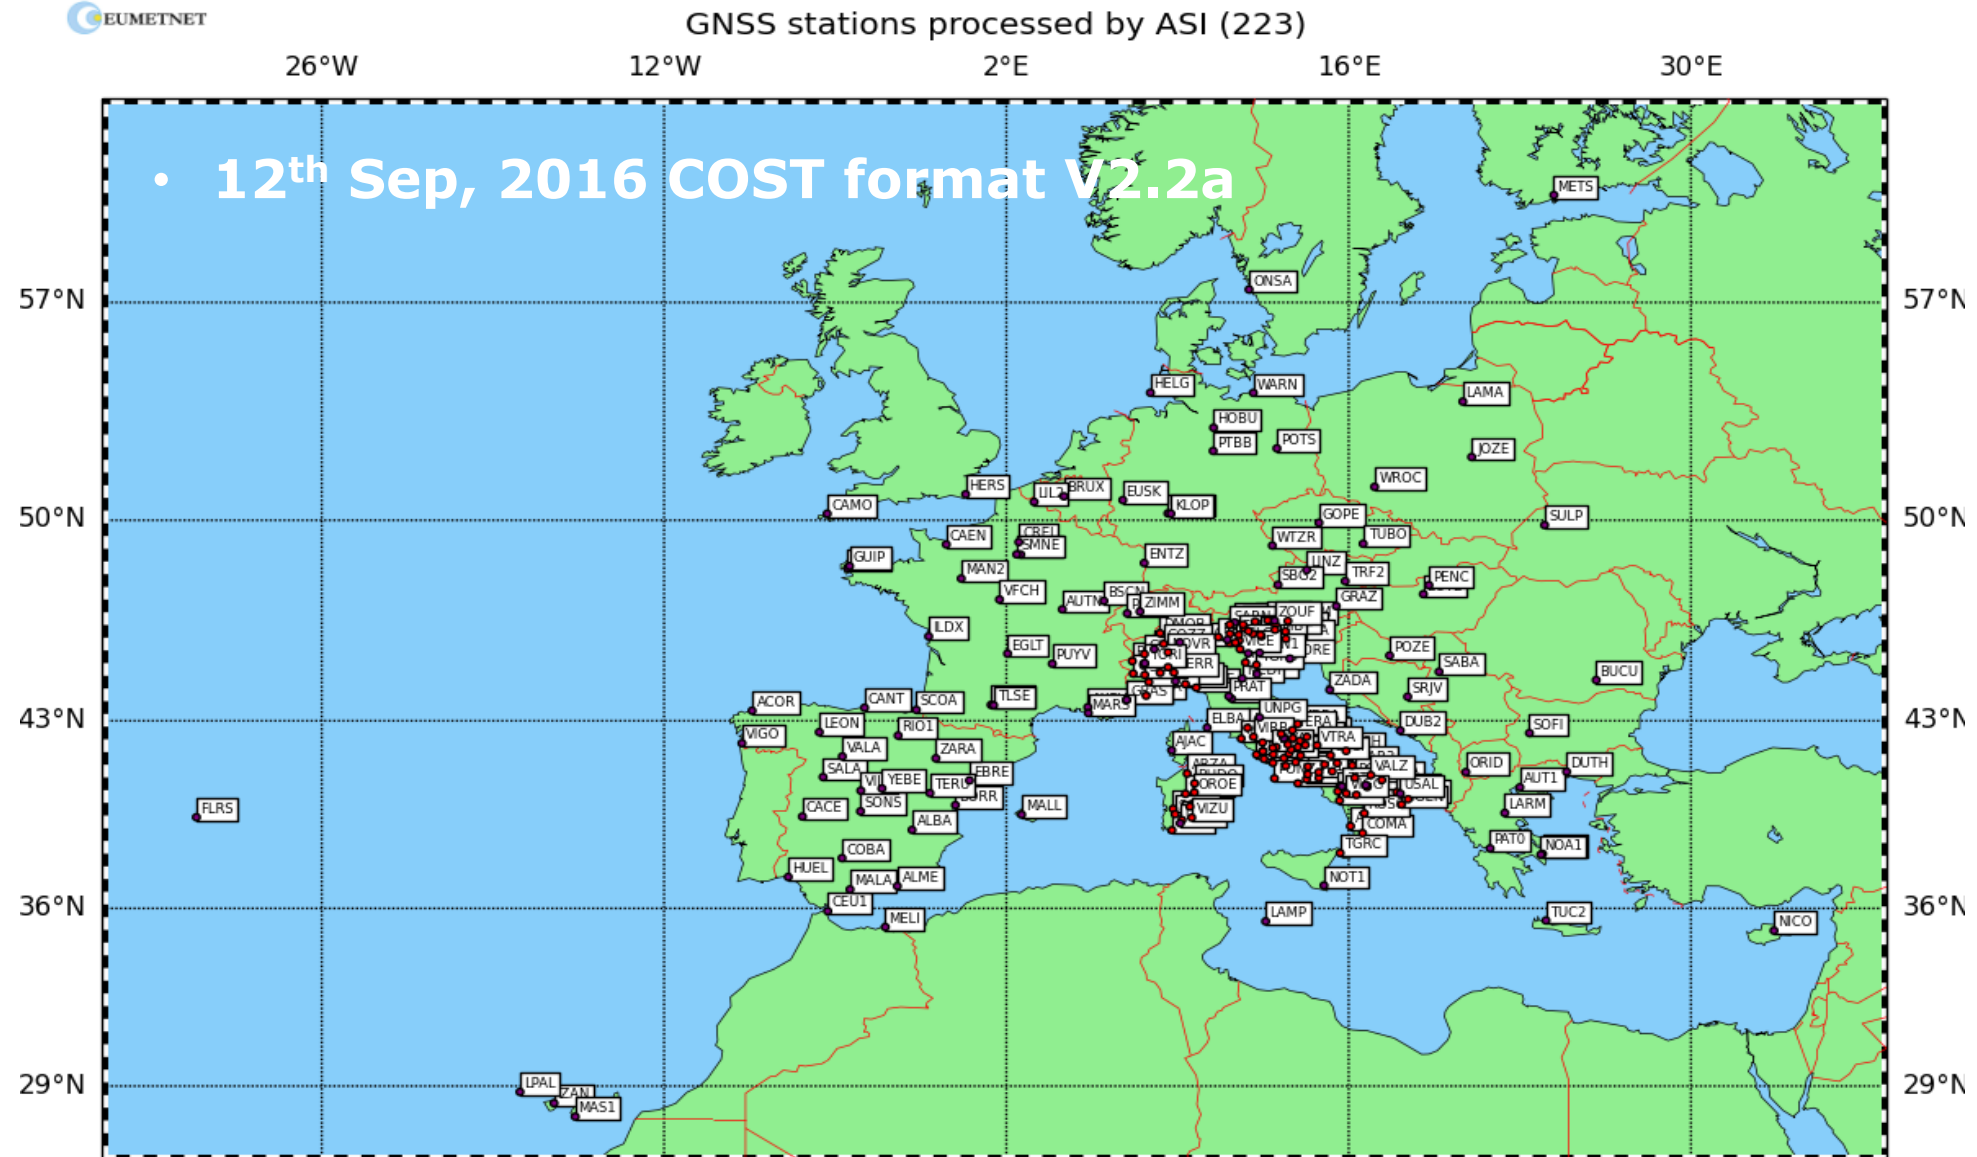 EUMETNET
GNSS stations processed by ASI (223)
26°W 12°W 2°E 16°E 30°E
• 12th Sep, 2016 COST format V2.2a
METS
ONSA
57°N 57°N
HELG WARN LAMA
HOBU
PTBB POTS JOZE
WROC
HERS LIL2 BRUX EUSK KLOP
CAMO GOPE SULP
50°N 50°N
CAEN SMNE WTZR TUBO
GUIP ENTZ
MAN2 LINZ SBG2 TRF2 PENC
VFCH AUTN BSCN ZIMM GRAZ
ILDX ZOUF
EGLT PUYV VICE POZE
SABA BUCU
ACOR CANT SCOA TLSE MARS GRAS PRAT ZADA SRJV
43°N 43°N
VIGO LEON RIO1 ELBA UNPG DUB2 SOFI
VALA ZARA AJAC VTRA
SALA YEBE TERU EBRE VALZ ORID AUT1 DUTH
FLRS CACE SONS MALL OROE USAL LARM
ALBA VIZU COMA
COBA TGRC PAT0 NOA1
HUEL MALA ALME NOT1
36°N 36°N
CEU1 MELI LAMP TUC2 NICO
29°N 29°N
LPAL
MAS1